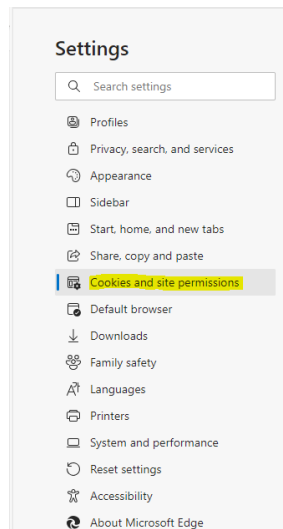 Settings
Search settings
Profiles
Privacy, search, and services
Appearance
Sidebar
Start, home, and new tabs
Share, copy and paste
Cookies and site permissions
Default browser
Downloads
Family safety
Languages
Printers
System and performance
Reset settings
Accessibility
About Microsoft Edge